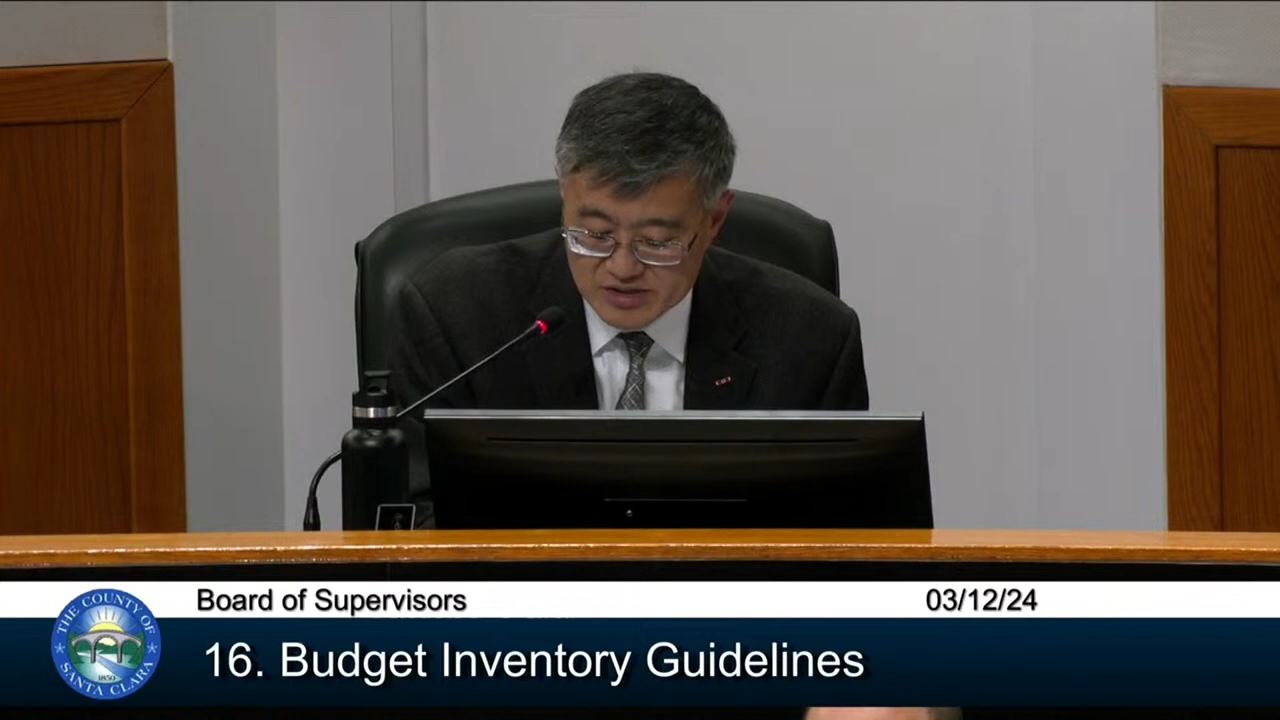 Board of Supervisors
03/12/24
THE COUNTY OF
SANTA CLARA
1850
16. Budget Inventory Guidelines